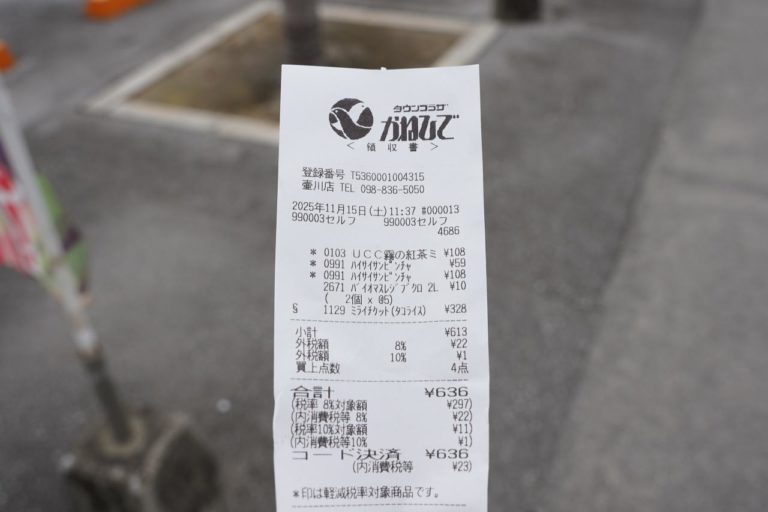 タウンプラザ
かねひで
＜ 領 収 書 ＞
登録番号 T5360001004315
壷川店 TEL 098-836-5050
2025年11月15日(土)11:37 #000013
990003セルフ 990003セルフ
4686
* 0103 ＵＣＣ霧の紅茶ミ ¥108
* 0991 ハイサイサンピンチャ ¥59
* 0991 ハイサイサンピンチャ ¥108
2671 バイオマスレジブクロ 2L ¥10
( 2個 x @5)
§ 1129 ミライチケット(タコライス) ¥328
小計 ¥613
外税額 8% ¥22
外税額 10% ¥1
買上点数 4点
合計 ¥636
(税率 8%対象額 ¥297)
(内消費税等 8% ¥22)
(税率10%対象額 ¥11)
(内消費税等10% ¥1)
コード決済 ¥636
(内消費税等 ¥23)
*印は軽減税率対象商品です。